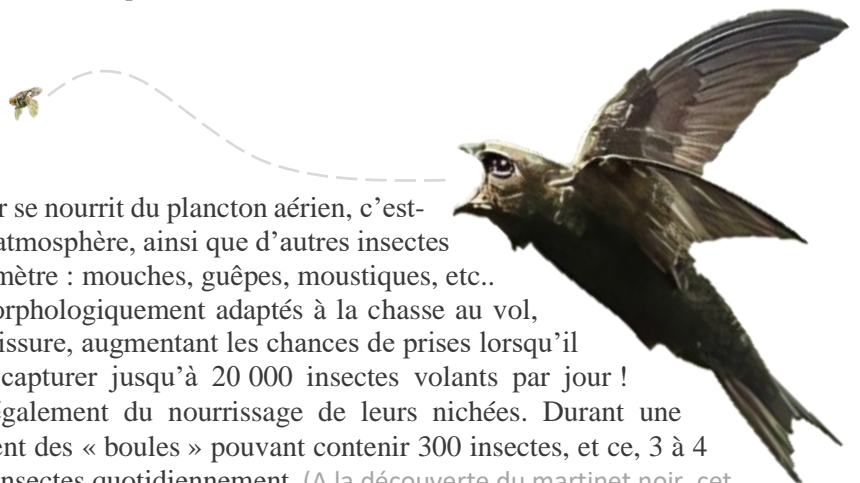 r se nourrit du plancton aérien, c’est-
atmosphère, ainsi que d’autres insectes
mètre : mouches, guêpes, moustiques, etc..
orphologiquement adaptés à la chasse au vol,
issure, augmentant les chances de prises lorsqu’il
capturer jusqu’à 20 000 insectes volants par jour !
également du nourrissage de leurs nichées. Durant une
ent des « boules » pouvant contenir 300 insectes, et ce, 3 à 4
nsectes quotidiennement. (A la découverte du martinet noir, cet